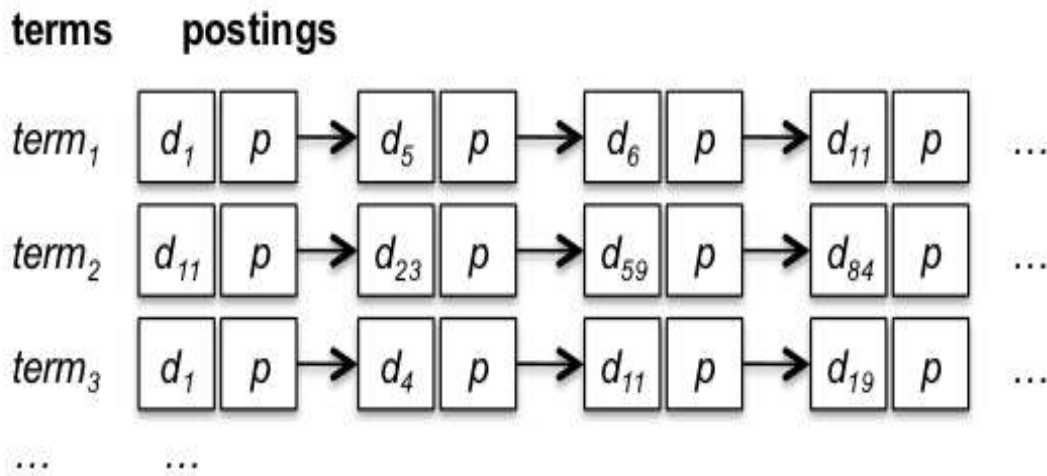 terms postings
term₁ d₁ p d₅ p d₆ p d₁₁ p ...
term₂ d₁₁ p d₂₃ p d₅₉ p d₈₄ p ...
term₃ d₁ p d₄ p d₁₁ p d₁₉ p ...
... ...